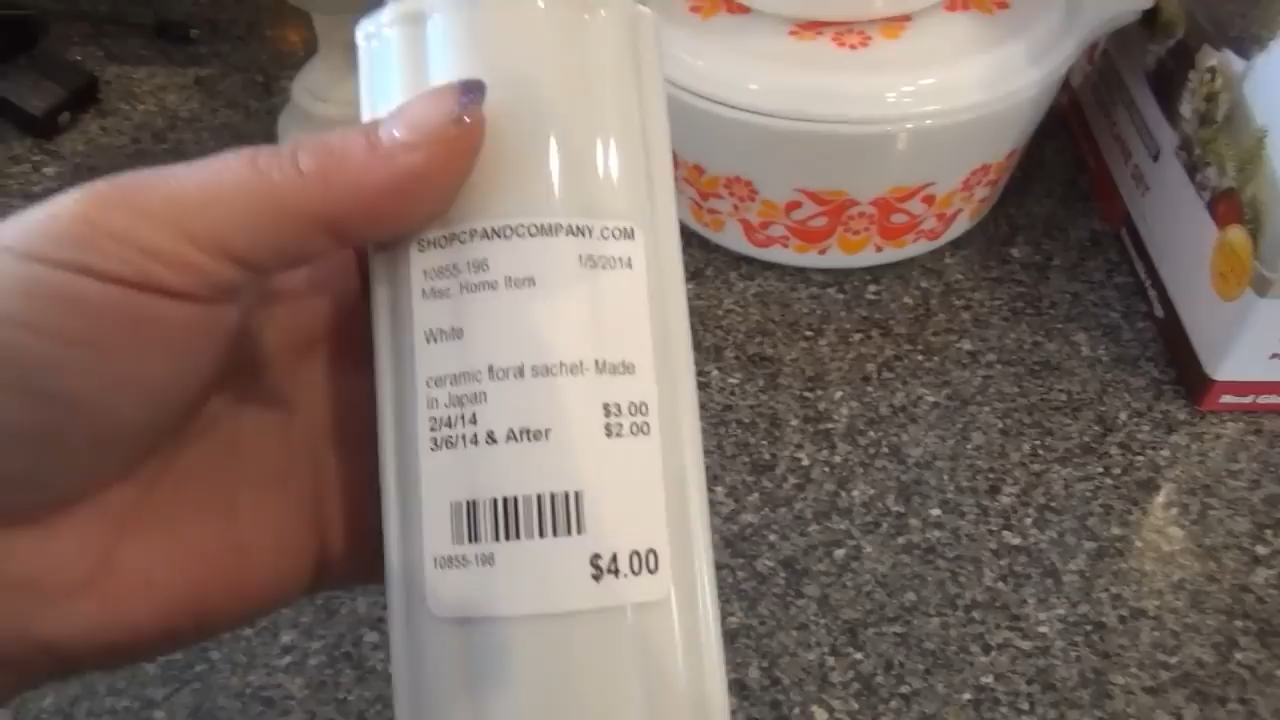 SHOPCPANDCOMPANY.COM
10855-196 1/5/2014
Misc. Home Item
White
ceramic floral sachet- Made
in Japan
2/4/14 $3.00
3/6/14 & After $2.00
10855-196 $4.00